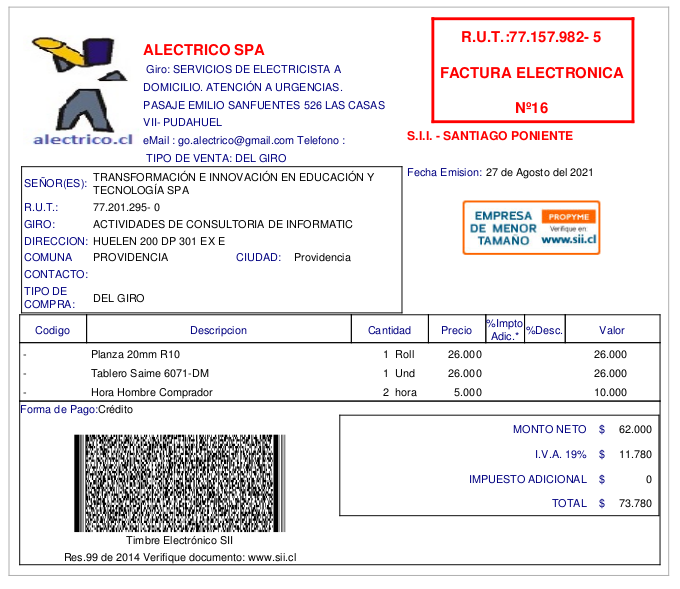 alectrico.cl
ALECTRICO SPA
Giro: SERVICIOS DE ELECTRICISTA A
DOMICILIO. ATENCIÓN A URGENCIAS.
PASAJE EMILIO SANFUENTES 526 LAS CASAS
VII- PUDAHUEL
eMail : go.alectrico@gmail.com Telefono :
TIPO DE VENTA: DEL GIRO
R.U.T.:77.157.982- 5
FACTURA ELECTRONICA
Nº16
S.I.I. - SANTIAGO PONIENTE
Fecha Emision: 27 de Agosto del 2021
EMPRESA DE MENOR TAMAÑO
PROPYME
Verifique en:
www.sii.cl
SEÑOR(ES): TRANSFORMACIÓN E INNOVACIÓN EN EDUCACIÓN Y
TECNOLOGÍA SPA
R.U.T.: 77.201.295- 0
GIRO: ACTIVIDADES DE CONSULTORIA DE INFORMATIC
DIRECCION: HUELEN 200 DP 301 EX E
COMUNA PROVIDENCIA CIUDAD: Providencia
CONTACTO:
TIPO DE
COMPRA: DEL GIRO
Codigo Descripcion Cantidad Precio %Impto Adic.* %Desc. Valor
- Planza 20mm R10 1 Roll 26.000 26.000
- Tablero Saime 6071-DM 1 Und 26.000 26.000
- Hora Hombre Comprador 2 hora 5.000 10.000
Forma de Pago:Crédito
MONTO NETO $ 62.000
I.V.A. 19% $ 11.780
IMPUESTO ADICIONAL $ 0
TOTAL $ 73.780
Timbre Electrónico SII
Res.99 de 2014 Verifique documento: www.sii.cl